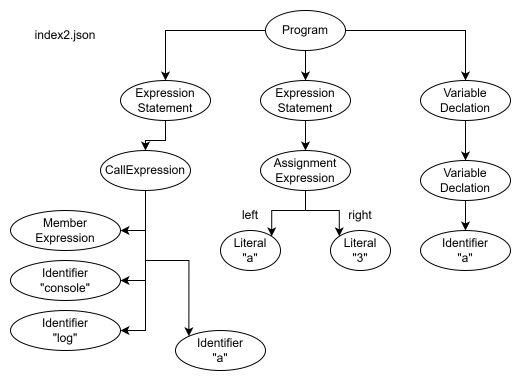 index2.json
Program
Expression
Statement
Expression
Statement
Variable
Declation
CallExpression
Assignment
Expression
Variable
Declation
left
right
Member
Expression
Literal
"a"
Literal
"3"
Identifier
"a"
Identifier
"console"
Identifier
"log"
Identifier
"a"